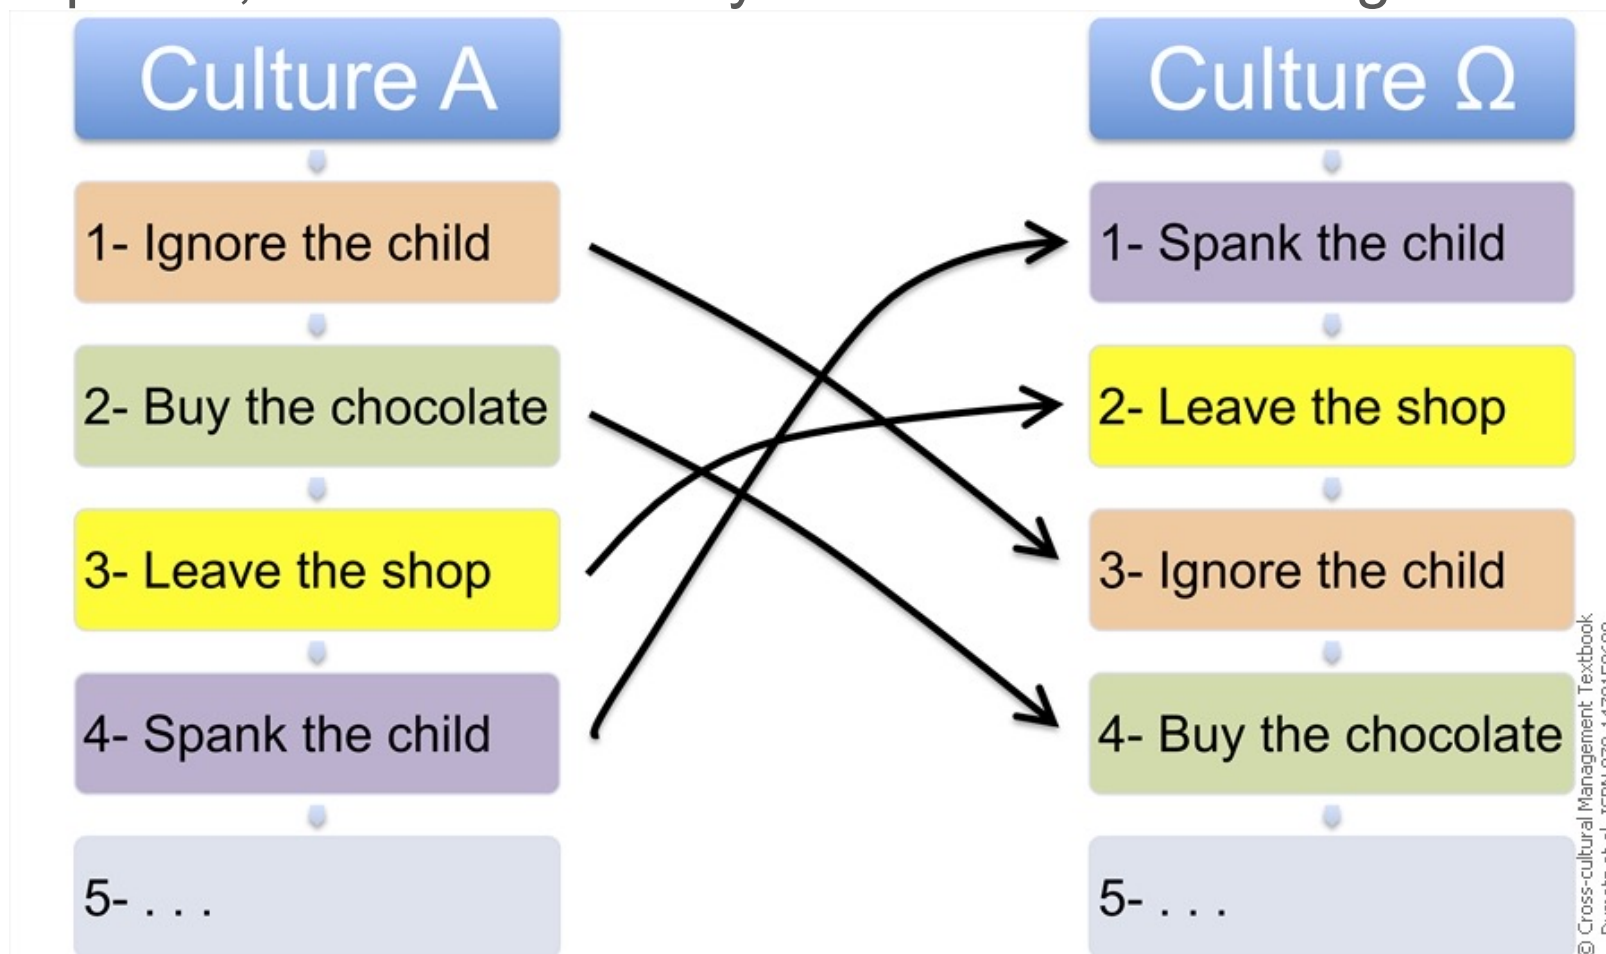 Culture A
1- Ignore the child
2- Buy the chocolate
3- Leave the shop
4- Spank the child
5- . . .
Culture Ω
1- Spank the child
2- Leave the shop
3- Ignore the child
4- Buy the chocolate
5- . . .
© Cross-cultural Management Textbook